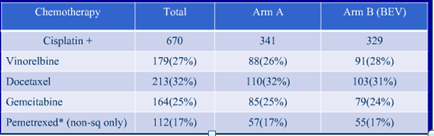 Chemotherapy Total Arm A Arm B (BEV)
Cisplatin + 670 341 329
Vinorelbine 179(27%) 88(26%) 91(28%)
Docetaxel 213(32%) 110(32%) 103(31%)
Gemcitabine 164(25%) 85(25%) 79(24%)
Pemetrexed* (non-sq only) 112(17%) 57(17%) 55(17%)